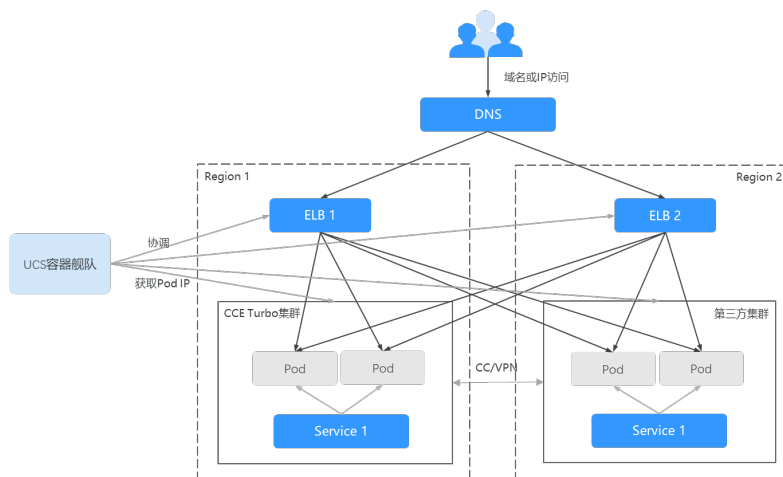 域名或IP访问
DNS
Region 1
Region 2
ELB 1
ELB 2
协调
UCS容器舰队
获取Pod IP
CCE Turbo集群
第三方集群
Pod
Pod
CC/VPN
Pod
Pod
Service 1
Service 1